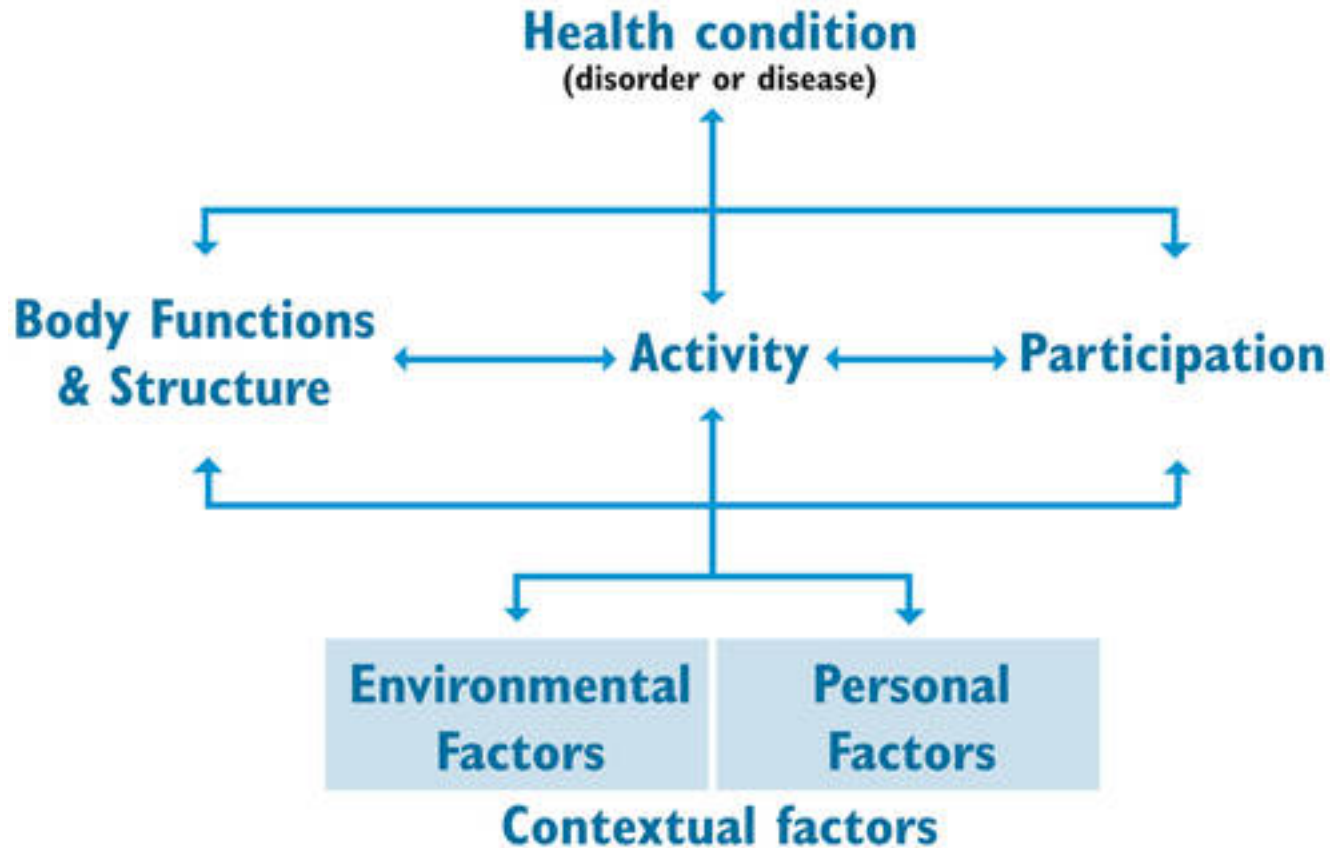 Health condition
(disorder or disease)
Body Functions
& Structure
Activity
Participation
Environmental
Factors
Personal
Factors
Contextual factors